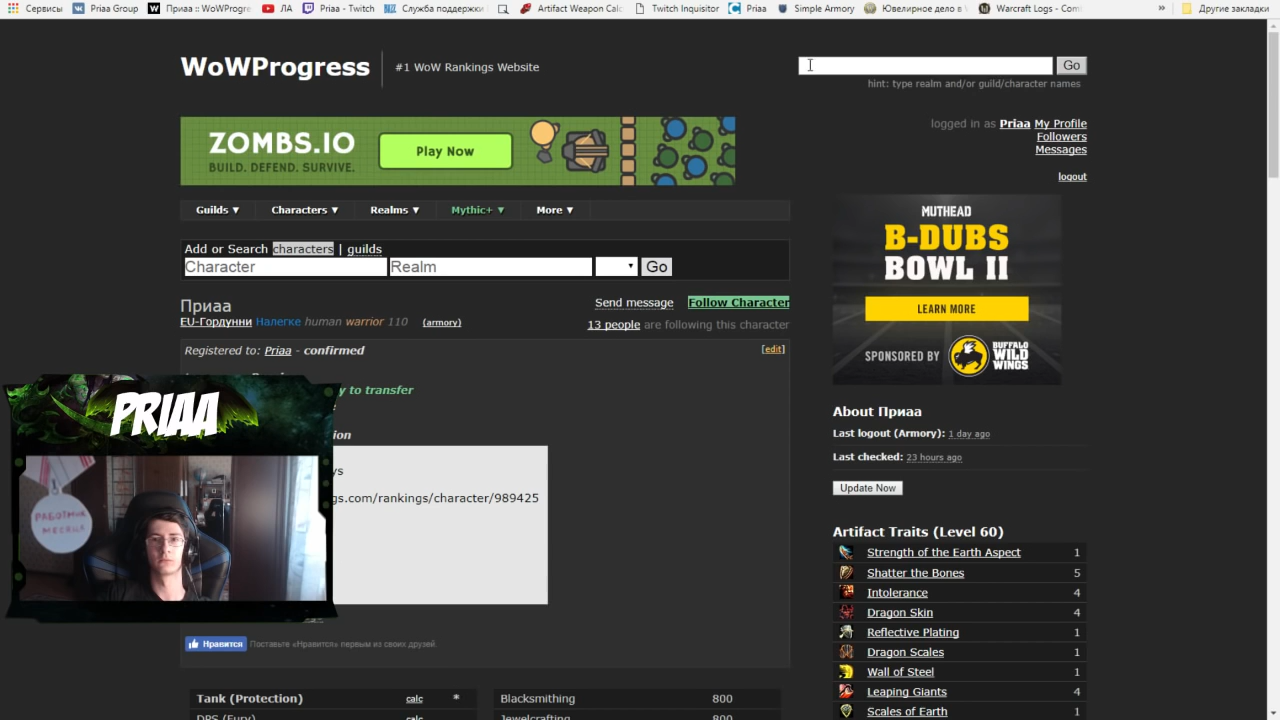 Сервисы Priaa Group Приаа :: WoWProgre ЛА Priaa - Twitch Служба поддержки Artifact Weapon Calc Twitch Inquisitor Priaa Simple Armory Ювелирное дело в Warcraft Logs - Com » Другие закладки
WoWProgress #1 WoW Rankings Website
Go
hint: type realm and/or guild/character names
ZOMBS.IO
BUILD. DEFEND. SURVIVE.
Play Now
logged in as Priaa My Profile
Followers
Messages
logout
Guilds ▼ Characters ▼ Realms ▼ Mythic+ ▼ More ▼
MUTHEAD
B-DUBS
BOWL II
LEARN MORE
SPONSORED BY BUFFALO WILD WINGS
Add or Search characters | guilds
Character Realm Go
Приаа Send message Follow Character
EU-Гордунни Налегке human warrior 110 (armory) 13 people are following this character
Registered to: Priaa - confirmed [edit]
y to transfer
ion
ys
gs.com/rankings/character/989425
PRIAA
РАБОТНИК
МЕСЯЦА
Нравится Поставьте «Нравится» первым из своих друзей.
Tank (Protection) calc * Blacksmithing 800
DPS (Fury) calc Jewelcrafting 800
About Приаа
Last logout (Armory): 1 day ago
Last checked: 23 hours ago
Update Now
Artifact Traits (Level 60)
Strength of the Earth Aspect 1
Shatter the Bones 5
Intolerance 4
Dragon Skin 4
Reflective Plating 1
Dragon Scales 1
Wall of Steel 1
Leaping Giants 4
Scales of Earth 1